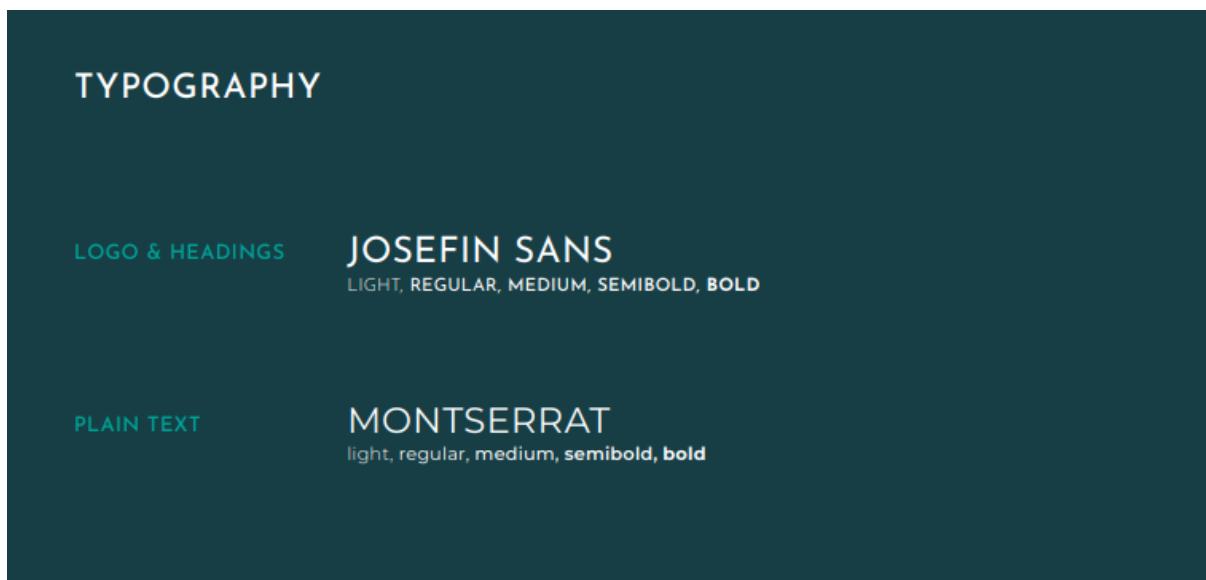 TYPOGRAPHY
LOGO & HEADINGS
JOSEFIN SANS
LIGHT, REGULAR, MEDIUM, SEMIBOLD, BOLD
PLAIN TEXT
MONTSERRAT
light, regular, medium, semibold, bold